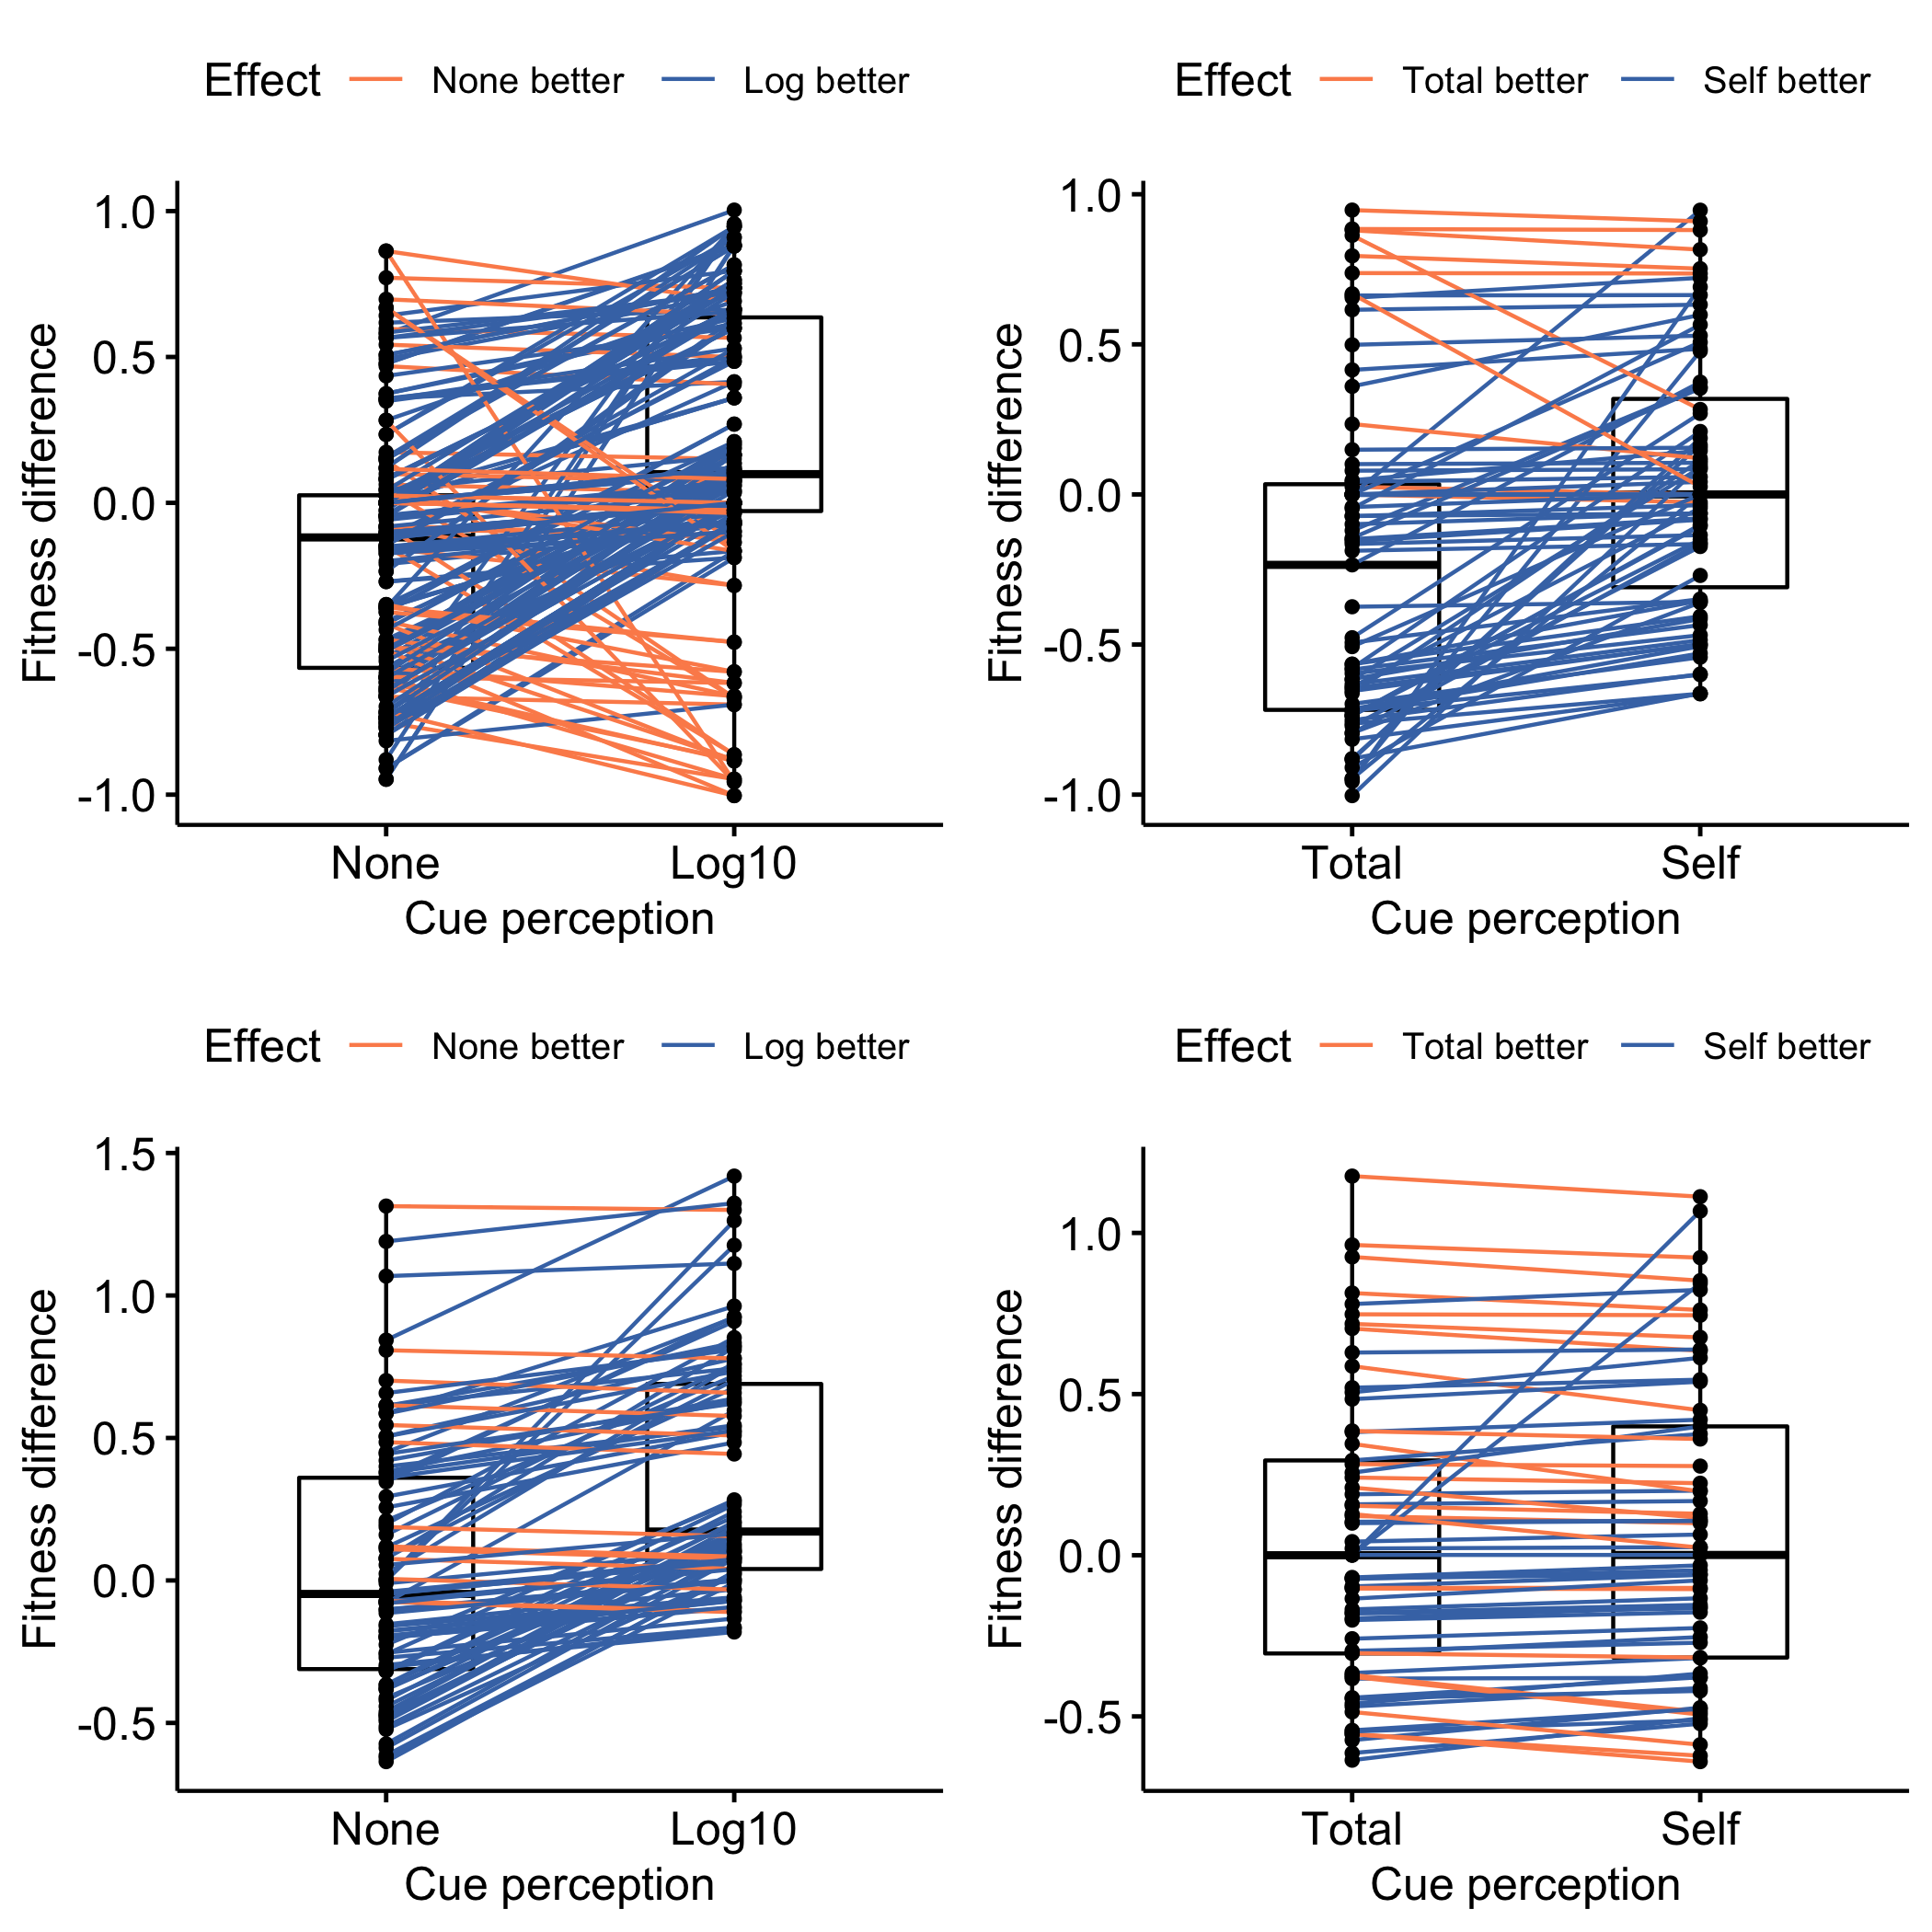 Effect None better Log better
Effect Total better Self better
Fitness difference
1.0
0.5
0.0
-0.5
-1.0
None Log10
Cue perception
Fitness difference
1.0
0.5
0.0
-0.5
-1.0
Total Self
Cue perception
Effect None better Log better
Effect Total better Self better
Fitness difference
1.5
1.0
0.5
0.0
-0.5
None Log10
Cue perception
Fitness difference
1.0
0.5
0.0
-0.5
Total Self
Cue perception